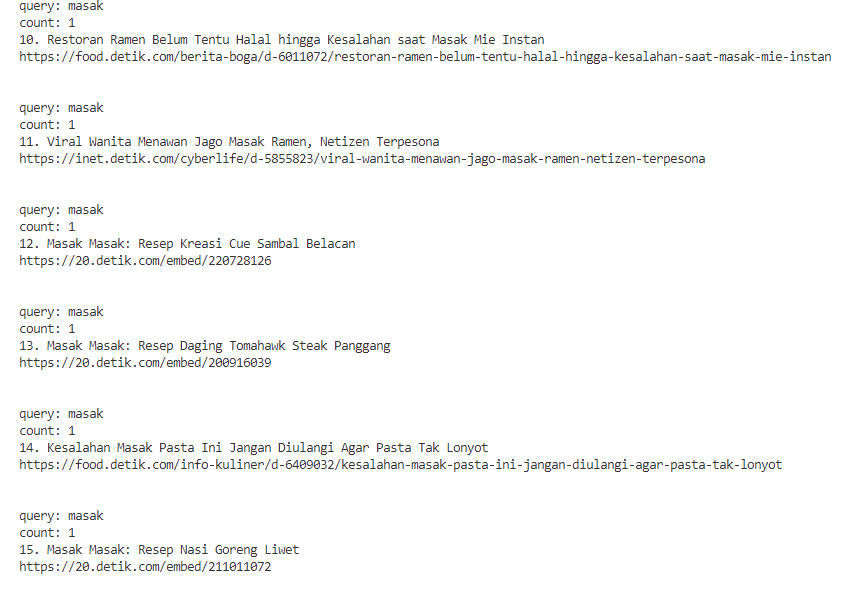 query: masak
count: 1
10. Restoran Ramen Belum Tentu Halal hingga Kesalahan saat Masak Mie Instan
https://food.detik.com/berita-boga/d-6011072/restoran-ramen-belum-tentu-halal-hingga-kesalahan-saat-masak-mie-instan
query: masak
count: 1
11. Viral Wanita Menawan Jago Masak Ramen, Netizen Terpesona
https://inet.detik.com/cyberlife/d-5855823/viral-wanita-menawan-jago-masak-ramen-netizen-terpesona
query: masak
count: 1
12. Masak Masak: Resep Kreasi Cue Sambal Belacan
https://20.detik.com/embed/220728126
query: masak
count: 1
13. Masak Masak: Resep Daging Tomahawk Steak Panggang
https://20.detik.com/embed/200916039
query: masak
count: 1
14. Kesalahan Masak Pasta Ini Jangan Diulangi Agar Pasta Tak Lonyot
https://food.detik.com/info-kuliner/d-6409032/kesalahan-masak-pasta-ini-jangan-diulangi-agar-pasta-tak-lonyot
query: masak
count: 1
15. Masak Masak: Resep Nasi Goreng Liwet
https://20.detik.com/embed/211011072